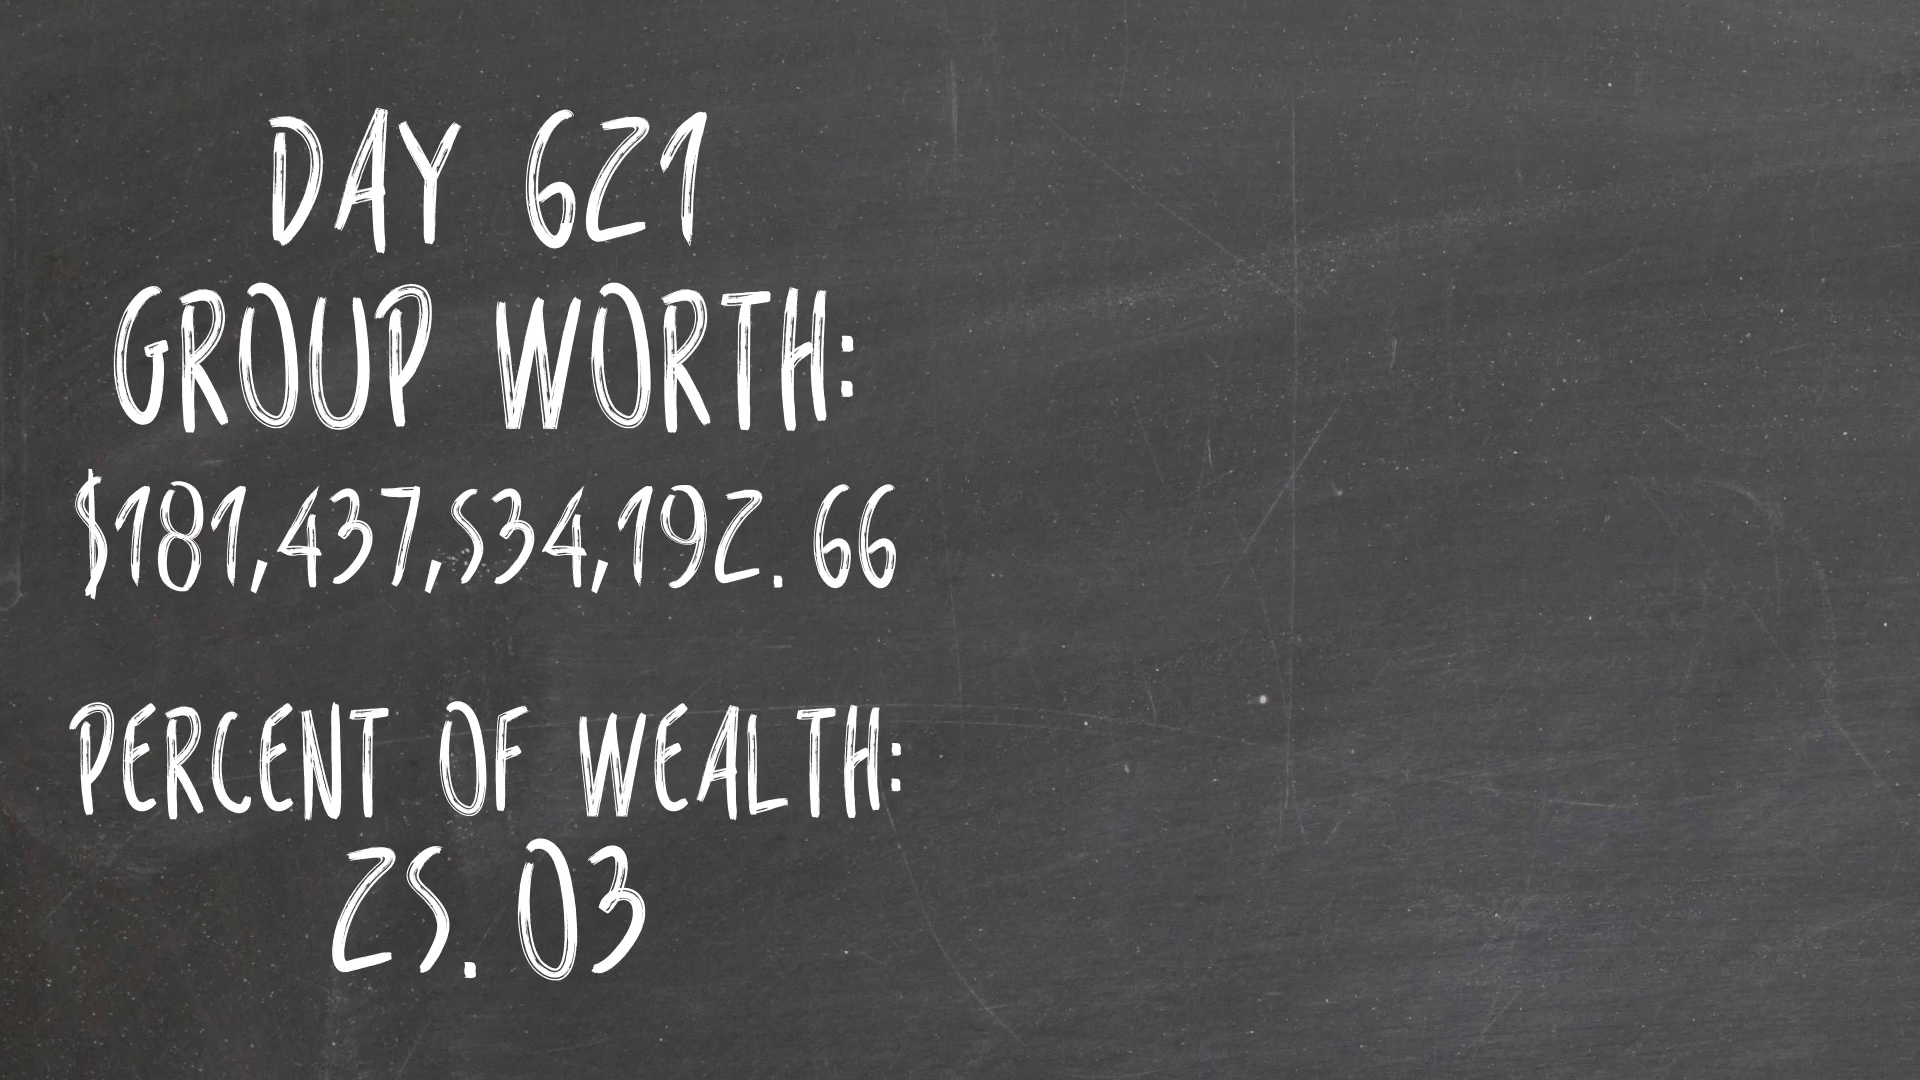 DAY 621
GROUP WORTH:
$181,437,534,192.66
PERCENT OF WEALTH:
25.03